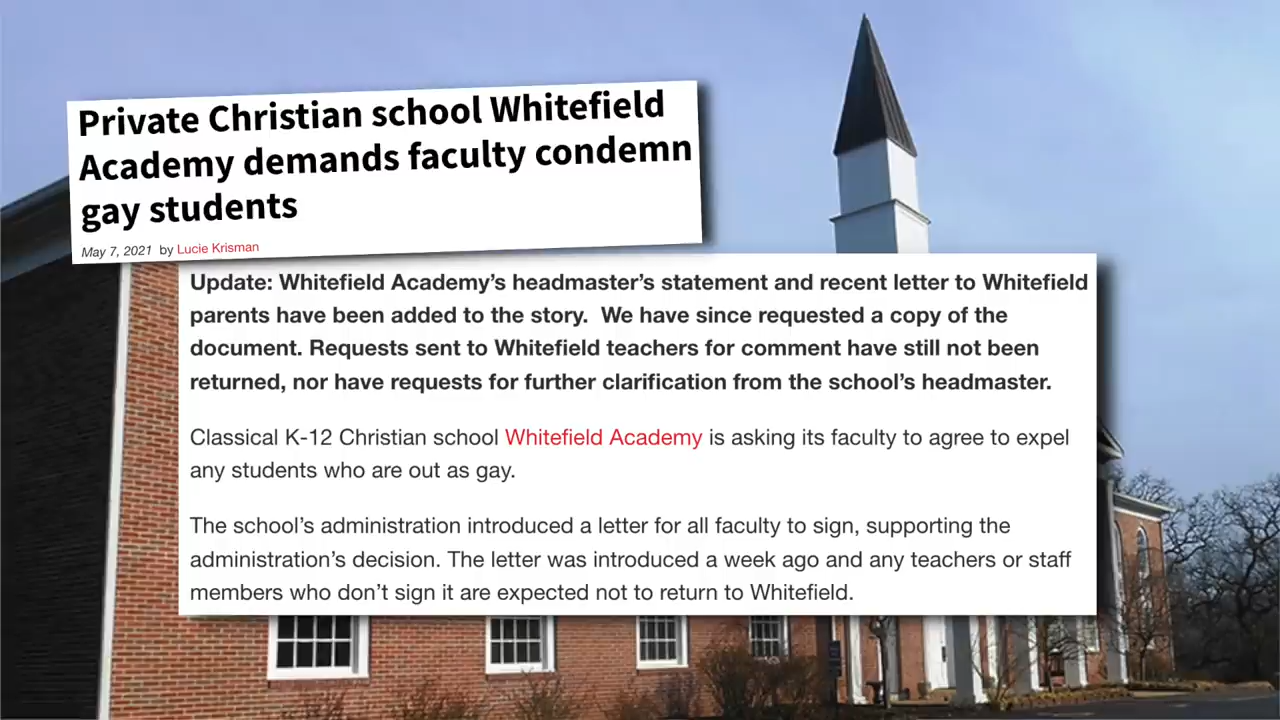 Private Christian school Whitefield
Academy demands faculty condemn
gay students
May 7, 2021 by Lucie Krisman
Update: Whitefield Academy’s headmaster’s statement and recent letter to Whitefield
parents have been added to the story. We have since requested a copy of the
document. Requests sent to Whitefield teachers for comment have still not been
returned, nor have requests for further clarification from the school’s headmaster.
Classical K-12 Christian school Whitefield Academy is asking its faculty to agree to expel
any students who are out as gay.
The school’s administration introduced a letter for all faculty to sign, supporting the
administration’s decision. The letter was introduced a week ago and any teachers or staff
members who don’t sign it are expected not to return to Whitefield.